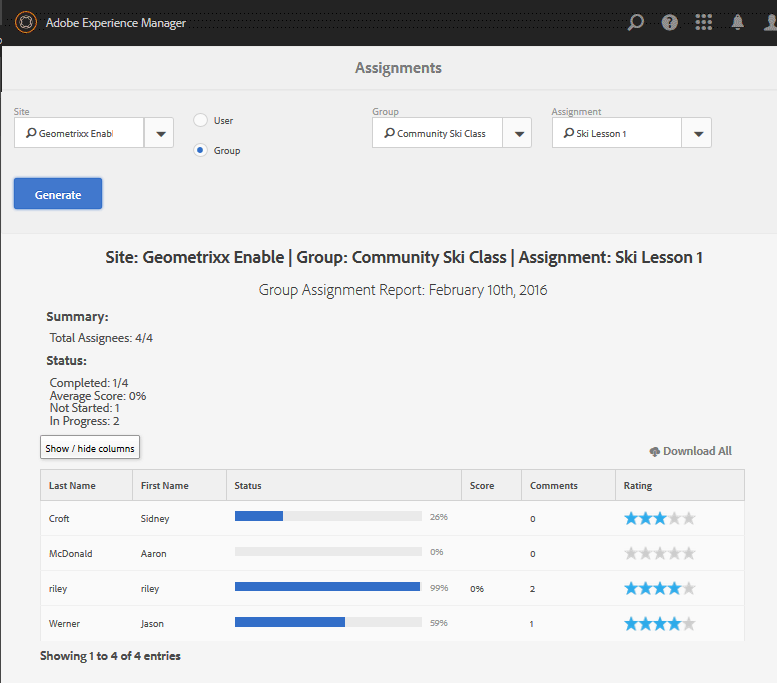 Adobe Experience Manager
Assignments
Site
Geometrixx Enabl
User
Group
Group
Community Ski Class
Assignment
Ski Lesson 1
Generate
Site: Geometrixx Enable | Group: Community Ski Class | Assignment: Ski Lesson 1
Group Assignment Report: February 10th, 2016
Summary:
Total Assignees: 4/4
Status:
Completed: 1/4
Average Score: 0%
Not Started: 1
In Progress: 2
Show / hide columns
Download All
Last Name First Name Status Score Comments Rating
Croft Sidney 26% 0
McDonald Aaron 0% 0
riley riley 99% 0% 2
Werner Jason 59% 1
Showing 1 to 4 of 4 entries